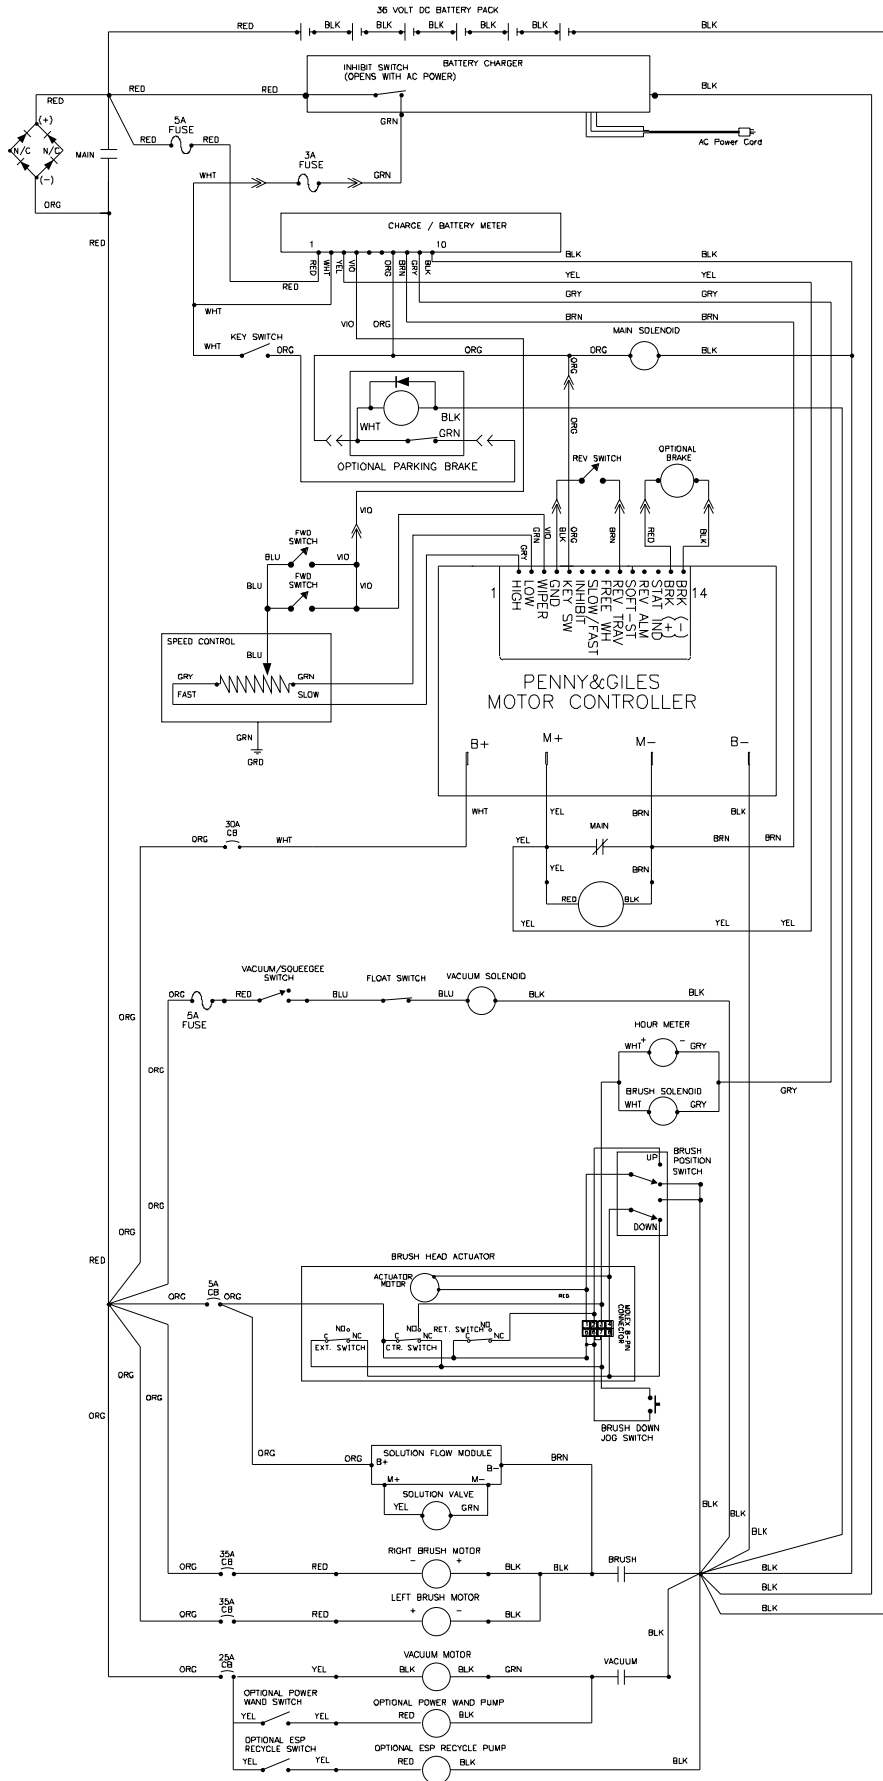 36 VOLT DC BATTERY PACK
RED
BLK
BLK
BLK
BLK
BLK
BLK
INHIBIT SWITCH
(OPENS WITH AC POWER)
BATTERY CHARGER
RED
RED
RED
BLK
(+)
N/C
N/C
(-)
ORG
MAIN
5A
FUSE
RED
RED
GRN
AC Power Cord
3A
FUSE
WHT
GRN
RED
CHARGE / BATTERY METER
1
10
RED
WHT
YEL
VIO
ORG
BRN
GRY
BLK
BLK
BLK
RED
YEL
YEL
GRY
GRY
WHT
VIO
ORG
BRN
BRN
KEY SWITCH
MAIN SOLENOID
WHT
ORG
ORG
ORG
BLK
ORG
WHT
BLK
GRN
ORG
OPTIONAL PARKING BRAKE
REV SWITCH
OPTIONAL
BRAKE
VIO
FWD
SWITCH
BLU
VIO
GRY
GRN
VIO
BLK
ORG
BRN
RED
BLK
FWD
SWITCH
BLU
VIO
1
HIGH
LOW
WIPER
GND
KEY SW
INHIBIT
SLOW/FAST
FREE WH
REV TRAV
SOFT-ST
REV ALM
STAT IND
BRK (+)
BRK (-)
14
SPEED CONTROL
BLU
GRY
GRN
FAST
SLOW
PENNY&GILES
MOTOR CONTROLLER
GRN
GRD
B+
M+
M-
B-
WHT
YEL
BRN
BLK
30A
CB
ORG
WHT
MAIN
YEL
BRN
BRN
YEL
BRN
RED
BLK
YEL
YEL
YEL
VACUUM/SQUEEGEE
SWITCH
FLOAT SWITCH
VACUUM SOLENOID
ORG
RED
BLU
BLU
BLK
BLK
5A
FUSE
ORG
HOUR METER
WHT
+
-
GRY
ORG
BRUSH SOLENOID
GRY
WHT
GRY
UP
BRUSH
POSITION
SWITCH
ORG
ORG
DOWN
RED
BRUSH HEAD ACTUATOR
ACTUATOR
MOTOR
5A
CB
ORG
ORG
RED
MOLEX 8-PIN
CONNECTOR
NO
C
NC
EXT. SWITCH
NO
C
NC
CTR. SWITCH
RET. SWITCH
NO
C
NC
ORG
ORG
ORG
BRUSH DOWN
JOG SWITCH
ORG
ORG
SOLUTION FLOW MODULE
B+
B-
BRN
M+
M-
SOLUTION VALVE
YEL
GRN
BLK
BLK
BLK
35A
CB
ORG
RED
RIGHT BRUSH MOTOR
-
+
BLK
BLK
BRUSH
BLK
35A
CB
ORG
RED
LEFT BRUSH MOTOR
+
-
BLK
BLK
BLK
BLK
25A
CB
ORG
YEL
VACUUM MOTOR
BLK
BLK
GRN
VACUUM
OPTIONAL POWER
WAND SWITCH
YEL
YEL
OPTIONAL POWER WAND PUMP
RED
BLK
OPTIONAL ESP
RECYCLE SWITCH
YEL
YEL
OPTIONAL ESP RECYCLE PUMP
RED
BLK
BLK